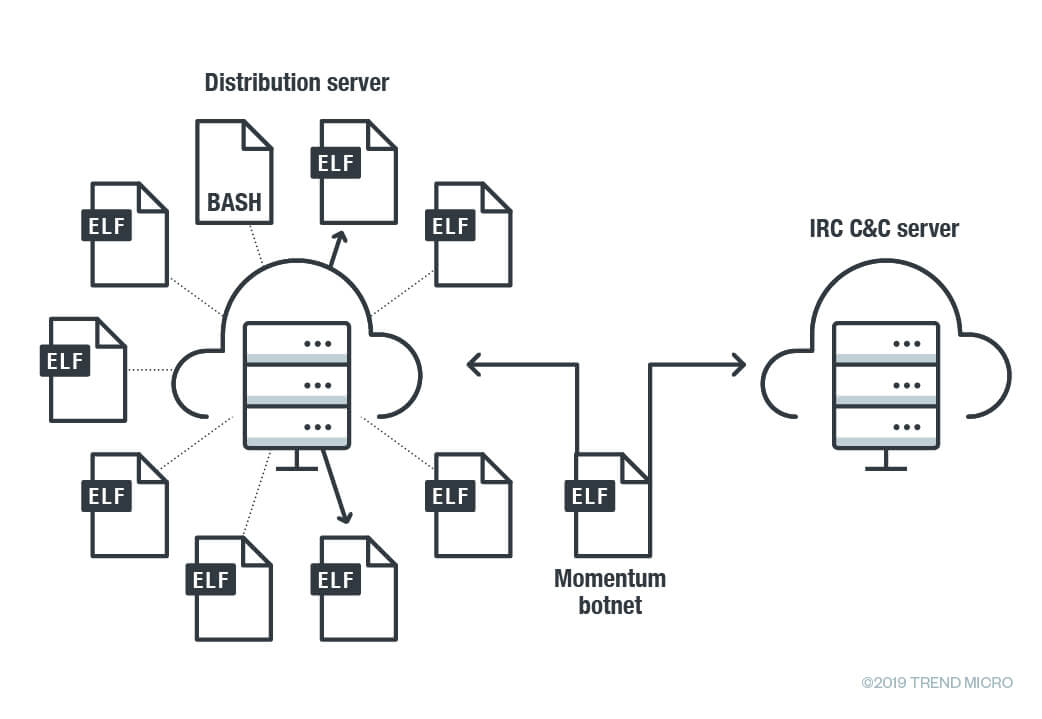 Distribution server
BASH
ELF
ELF
ELF
IRC C&C server
ELF
ELF
ELF
ELF
ELF
ELF
Momentum
botnet
©2019 TREND MICRO